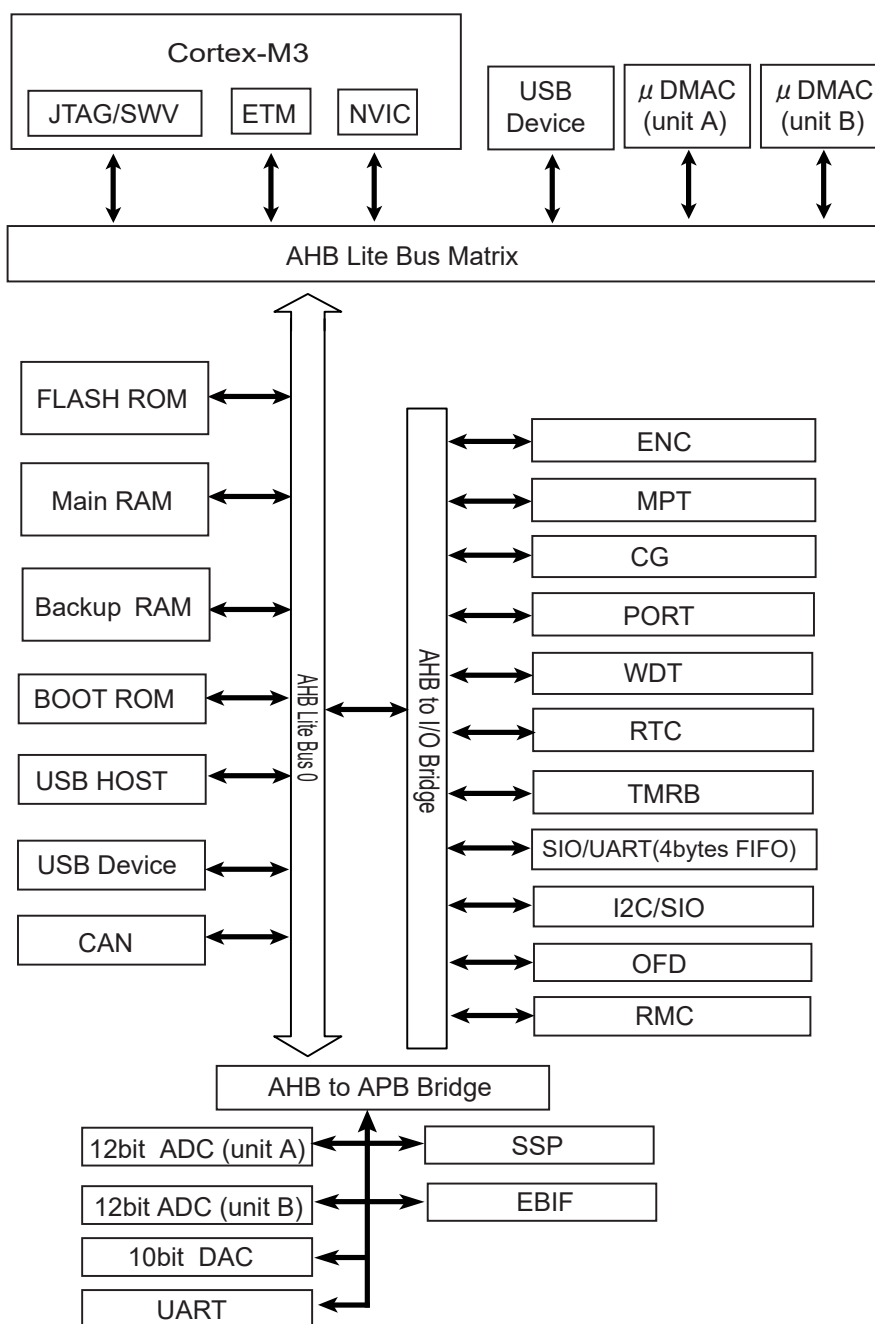 Cortex-M3
JTAG/SWV
ETM
NVIC
USB
Device
μ DMAC
(unit A)
μ DMAC
(unit B)
AHB Lite Bus Matrix
FLASH ROM
Main RAM
Backup RAM
BOOT ROM
USB HOST
USB Device
CAN
AHB Lite Bus 0
AHB to I/O Bridge
ENC
MPT
CG
PORT
WDT
RTC
TMRB
SIO/UART(4bytes FIFO)
I2C/SIO
OFD
RMC
AHB to APB Bridge
12bit ADC (unit A)
12bit ADC (unit B)
10bit DAC
UART
SSP
EBIF